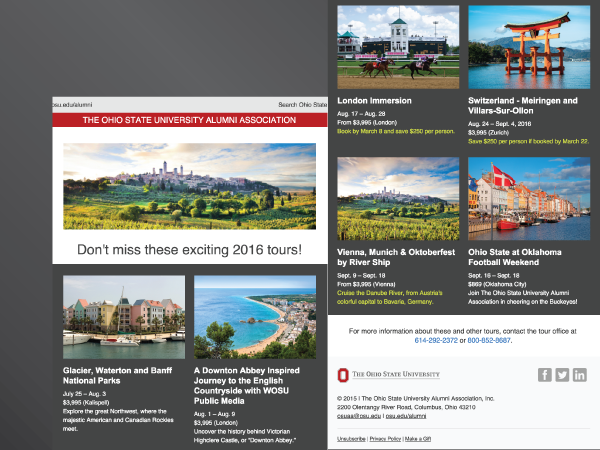 osu.edu/alumni
Search Ohio State
THE OHIO STATE UNIVERSITY ALUMNI ASSOCIATION
Don't miss these exciting 2016 tours!
Glacier, Waterton and Banff
National Parks
July 25 – Aug. 3
$3,995 (Kalispell)
Explore the great Northwest, where the
majestic American and Canadian Rockies
meet.
A Downton Abbey Inspired
Journey to the English
Countryside with WOSU
Public Media
Aug. 1 – Aug. 9
$3,995 (London)
Uncover the history behind Victorian
Highclere Castle, or "Downton Abbey."
London Immersion
Aug. 17 – Aug. 28
From $3,995 (London)
Book by March 8 and save $250 per person.
Switzerland - Meiringen and
Villars-Sur-Ollon
Aug. 24 – Sept. 4, 2016
$3,995 (Zurich)
Save $250 per person if booked by March 22.
Vienna, Munich & Oktoberfest
by River Ship
Sept. 9 – Sept. 18
From $3,995 (Vienna)
Cruise the Danube River, from Austria's
colorful capital to Bavaria, Germany.
Ohio State at Oklahoma
Football Weekend
Sept. 16 – Sept. 18
$869 (Oklahoma City)
Join The Ohio State University Alumni
Association in cheering on the Buckeyes!
For more information about these and other tours, contact the tour office at
614-292-2372 or 800-852-8687.
THE OHIO STATE UNIVERSITY
© 2015 | The Ohio State University Alumni Association, Inc.
2200 Olentangy River Road, Columbus, Ohio 43210
osuaa@osu.edu | osu.edu/alumni
Unsubscribe | Privacy Policy | Make a Gift